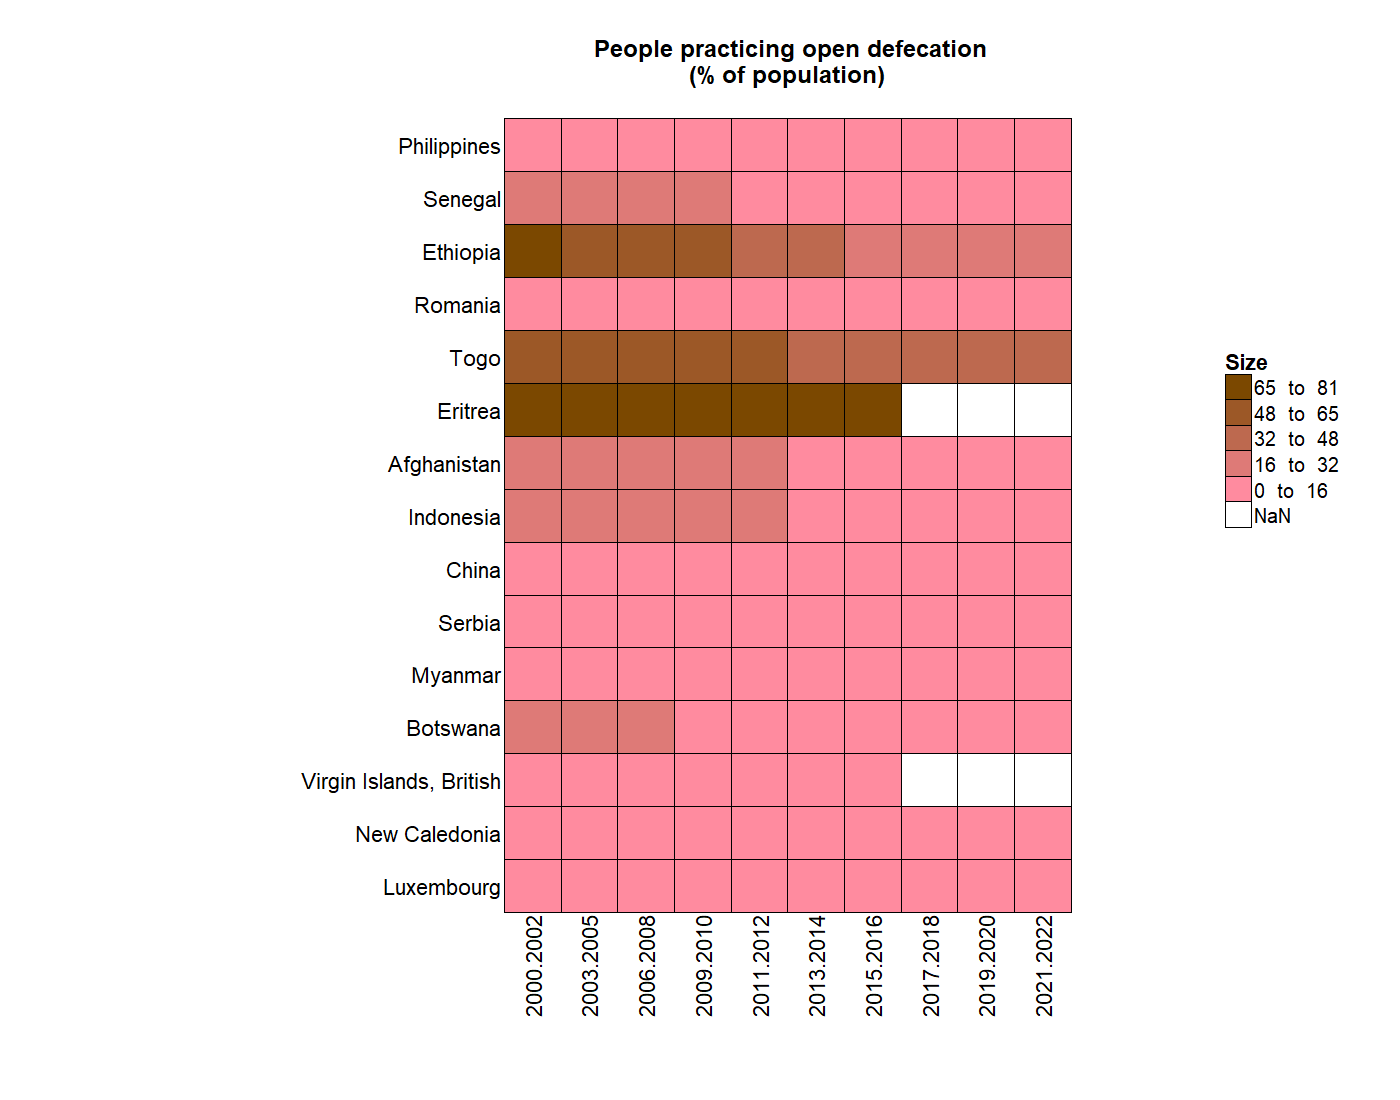 People practicing open defecation
(% of population)
Philippines
Senegal
Ethiopia
Romania
Togo
Eritrea
Afghanistan
Indonesia
China
Serbia
Myanmar
Botswana
Virgin Islands, British
New Caledonia
Luxembourg
2000.2002
2003.2005
2006.2008
2009.2010
2011.2012
2013.2014
2015.2016
2017.2018
2019.2020
2021.2022
Size
65 to 81
48 to 65
32 to 48
16 to 32
0 to 16
NaN